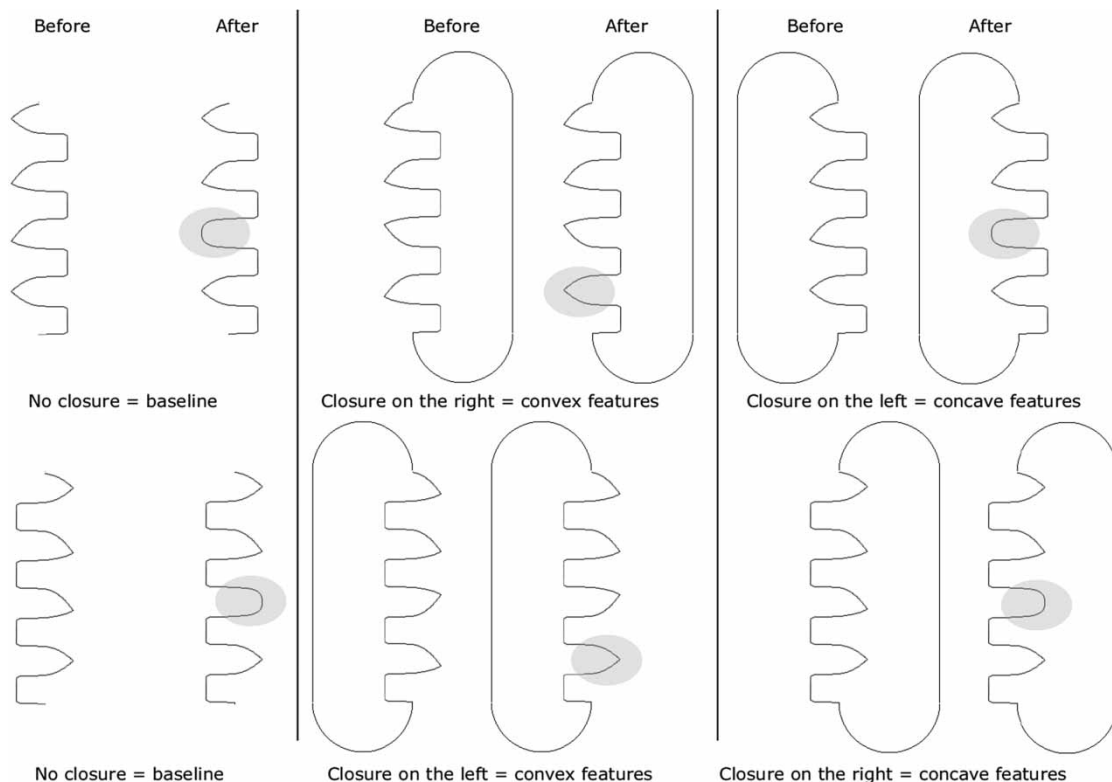 Before After Before After Before After
No closure = baseline Closure on the right = convex features Closure on the left = concave features
No closure = baseline Closure on the left = convex features Closure on the right = concave features